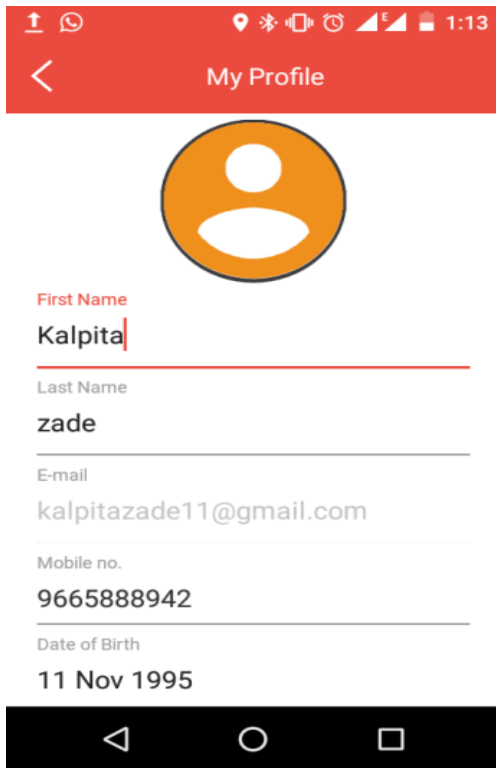 E
1:13
My Profile
First Name
Kalpita
Last Name
zade
E-mail
kalpitazade11@gmail.com
Mobile no.
9665888942
Date of Birth
11 Nov 1995